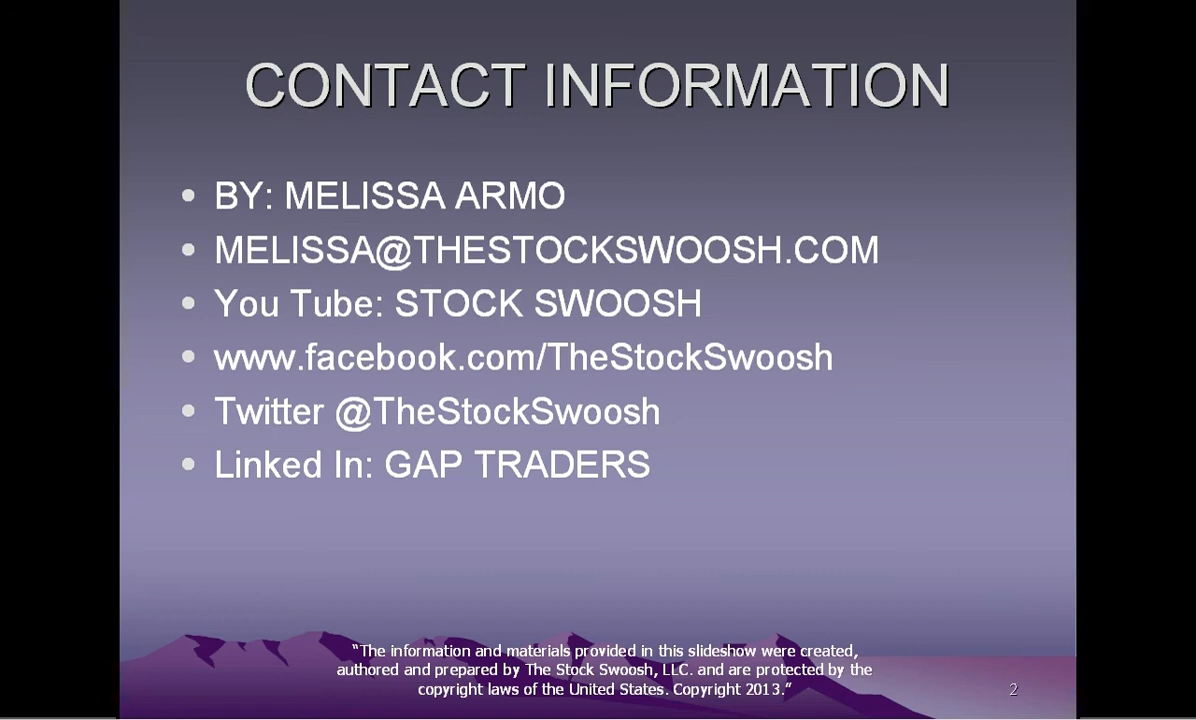 CONTACT INFORMATION
• BY: MELISSA ARMO
• MELISSA@THESTOCKSWOOSH.COM
• You Tube: STOCK SWOOSH
• www.facebook.com/TheStockSwoosh
• Twitter @TheStockSwoosh
• Linked In: GAP TRADERS
“The information and materials provided in this slideshow were created,
authored and prepared by The Stock Swoosh, LLC. and are protected by the
copyright laws of the United States. Copyright 2013.”
2